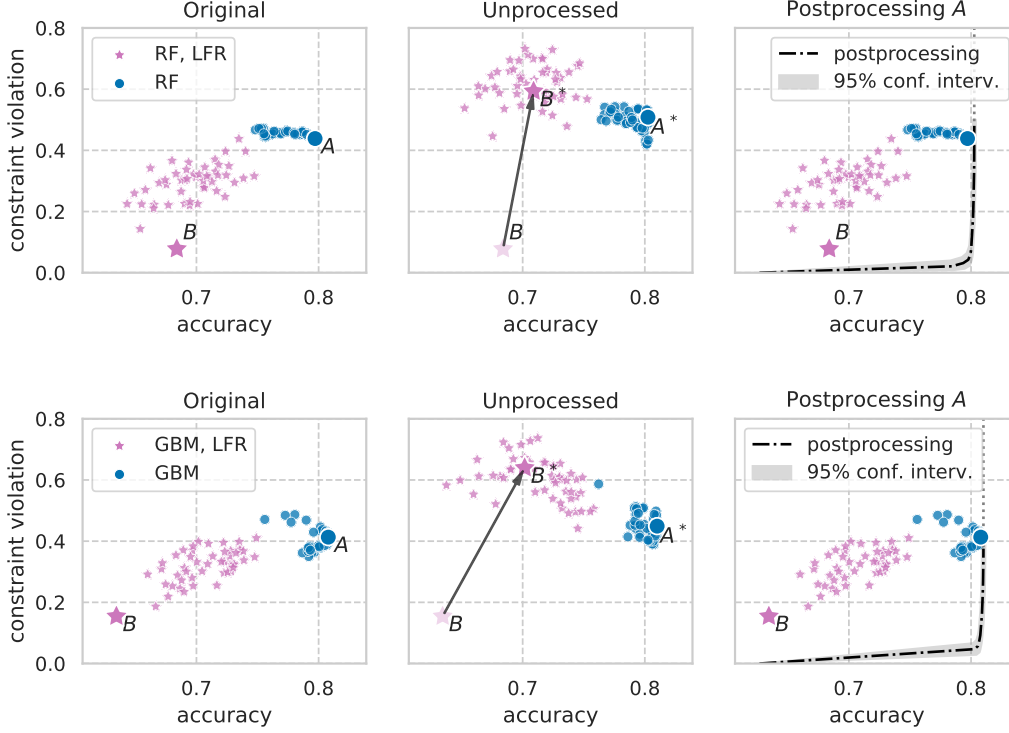 Original
Unprocessed
Postprocessing A
constraint violation
0.8
0.6
0.4
0.2
0.0
RF, LFR
RF
A
B
0.7
0.8
accuracy
B*
A*
B
0.7
0.8
accuracy
postprocessing
95% conf. interv.
B
0.7
0.8
accuracy
Original
Unprocessed
Postprocessing A
constraint violation
0.8
0.6
0.4
0.2
0.0
GBM, LFR
GBM
A
B
0.7
0.8
accuracy
B*
A*
B
0.7
0.8
accuracy
postprocessing
95% conf. interv.
B
0.7
0.8
accuracy